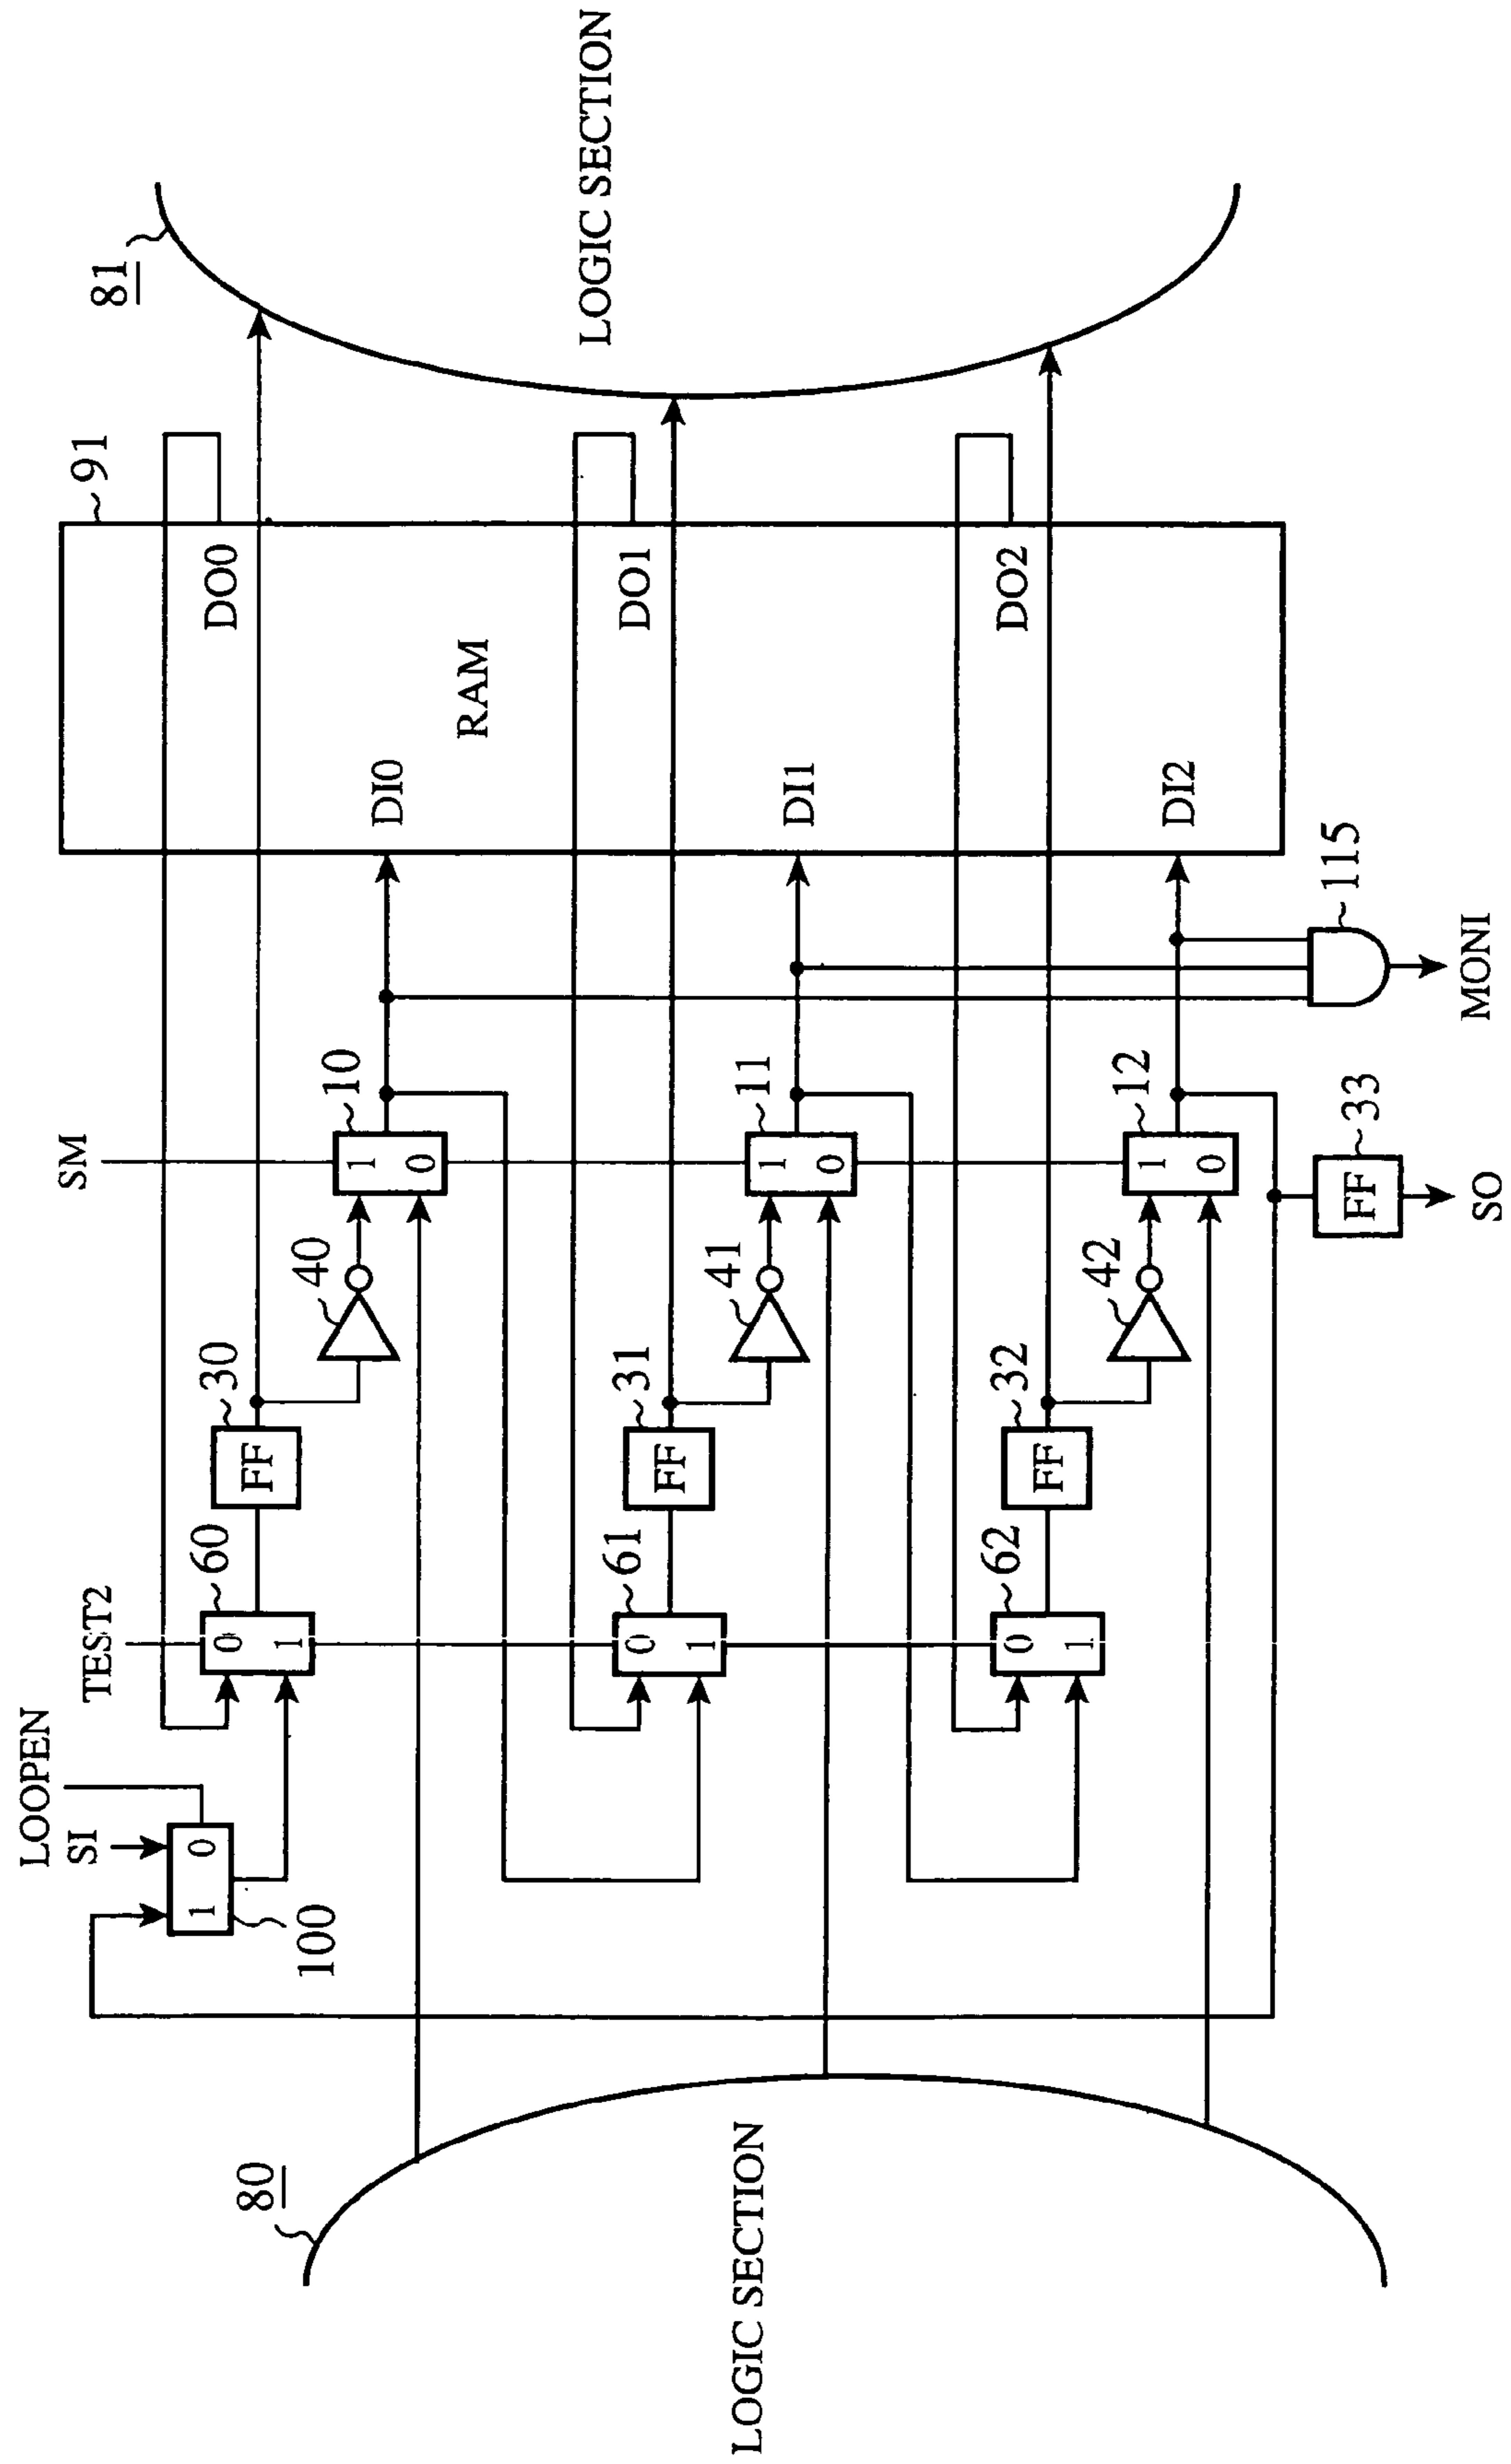 LOOPEN
SI
1 0
100
TEST2
60
0
1
30
FF
40
SM
10
1
0
61
0
1
31
FF
41
11
1
0
62
0
1
32
FF
42
12
1
0
33
FF
SO
115
MONI
91
RAM
DI0
DI1
DI2
DO0
DO1
DO2
80
LOGIC SECTION
81
LOGIC SECTION